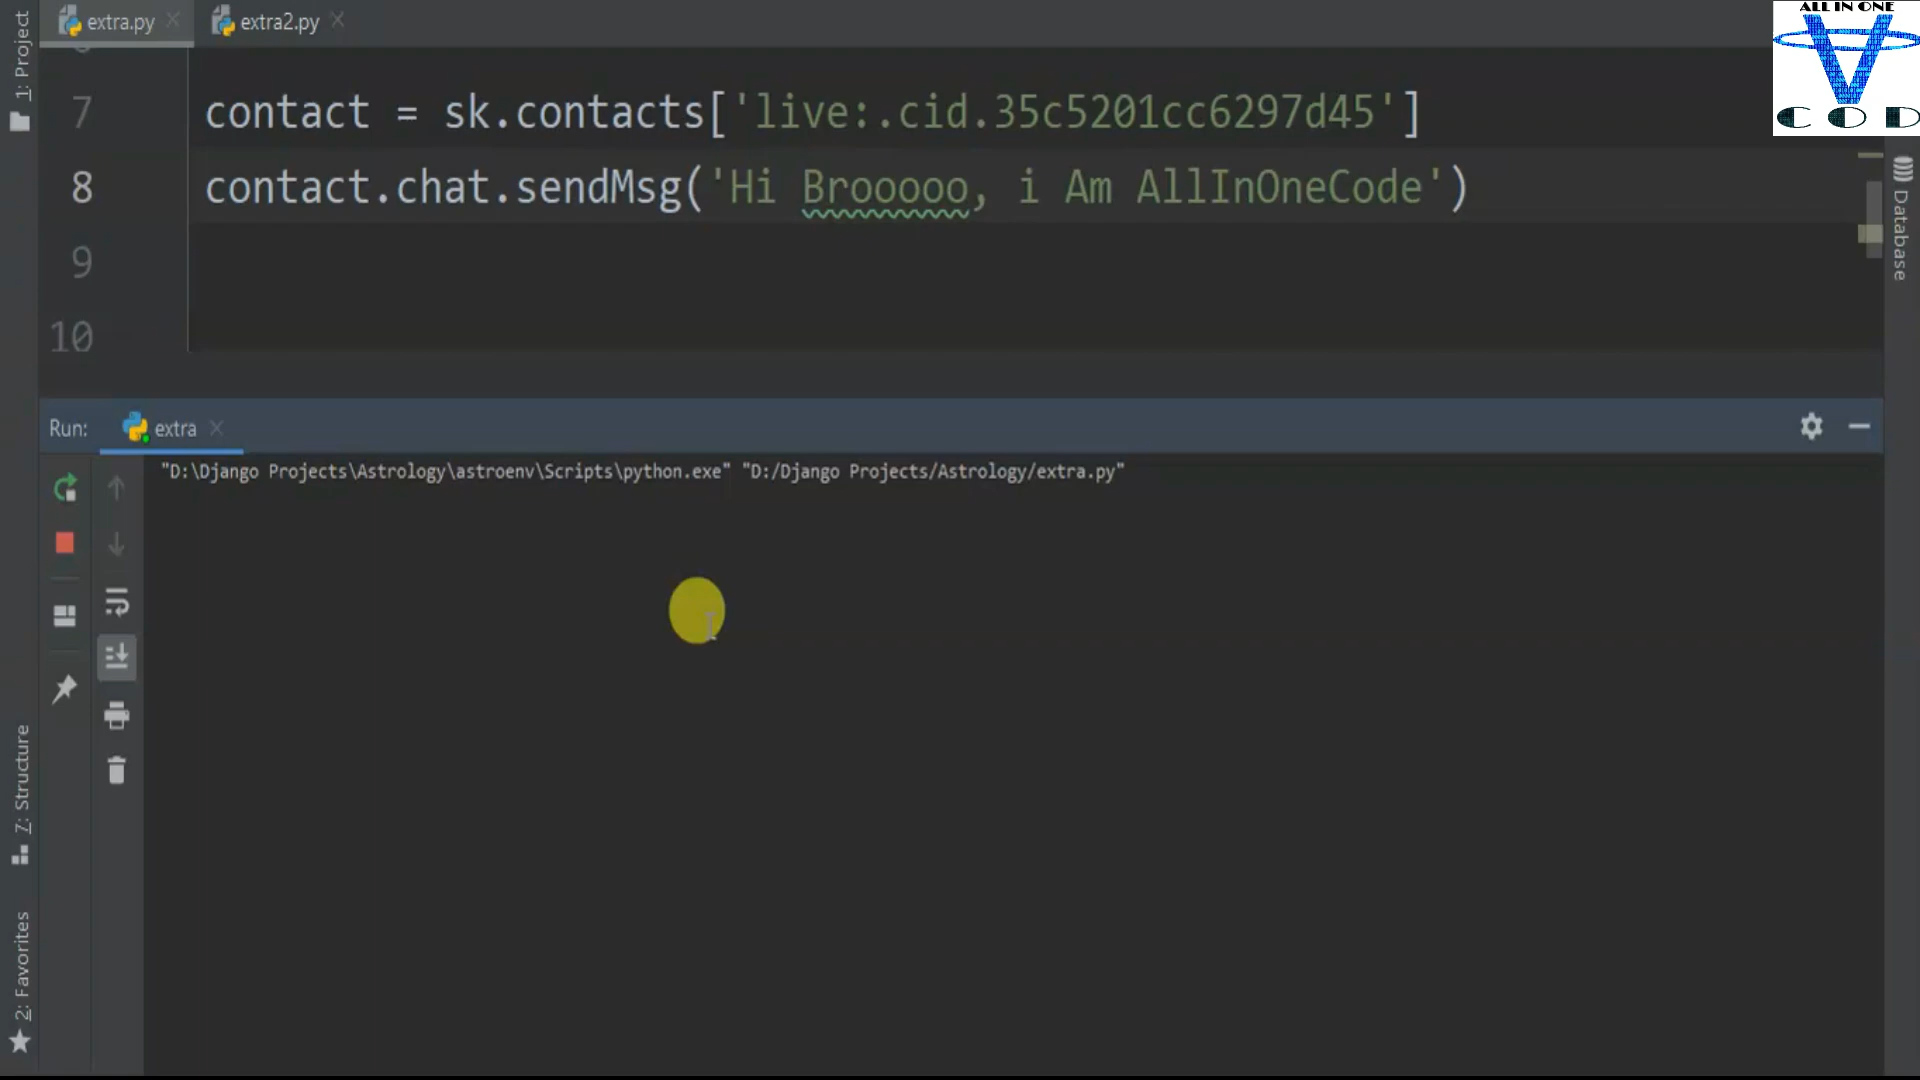 extra.py
extra2.py
ALL IN ONE
COD
1: Project
7 contact = sk.contacts['live:.cid.35c5201cc6297d45']
8 contact.chat.sendMsg('Hi Brooooo, i Am AllInOneCode')
9
10
Database
Run: extra
"D:\Django Projects\Astrology\astroenv\Scripts\python.exe" "D:/Django Projects/Astrology/extra.py"
7: Structure
2: Favorites